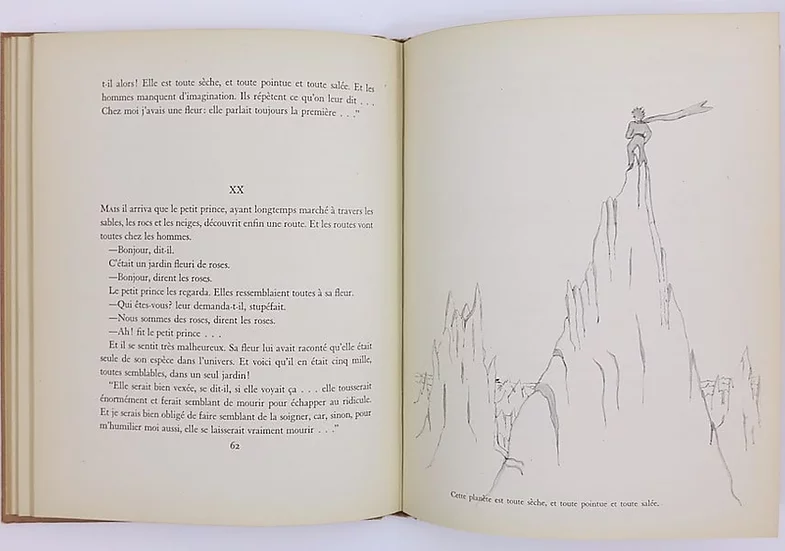 t-il alors! Elle est toute sèche, et toute pointue et toute salée. Et les
hommes manquent d'imagination. Ils répètent ce qu'on leur dit . . .
Chez moi j'avais une fleur: elle parlait toujours la première . . ."
XX
MAIS il arriva que le petit prince, ayant longtemps marché à travers les
sables, les rocs et les neiges, découvrit enfin une route. Et les routes vont
toutes chez les hommes.
—Bonjour, dit-il.
C'était un jardin fleuri de roses.
—Bonjour, dirent les roses.
Le petit prince les regarda. Elles ressemblaient toutes à sa fleur.
—Qui êtes-vous? leur demanda-t-il, stupéfait.
—Nous sommes des roses, dirent les roses.
—Ah! fit le petit prince . . .
Et il se sentit très malheureux. Sa fleur lui avait raconté qu'elle était
seule de son espèce dans l'univers. Et voici qu'il en était cinq mille,
toutes semblables, dans un seul jardin!
"Elle serait bien vexée, se dit-il, si elle voyait ça . . . elle tousserait
énormément et ferait semblant de mourir pour échapper au ridicule.
Et je serais bien obligé de faire semblant de la soigner, car, sinon, pour
m'humilier moi aussi, elle se laisserait vraiment mourir . . ."
62
Cette planète est toute sèche, et toute pointue et toute salée.